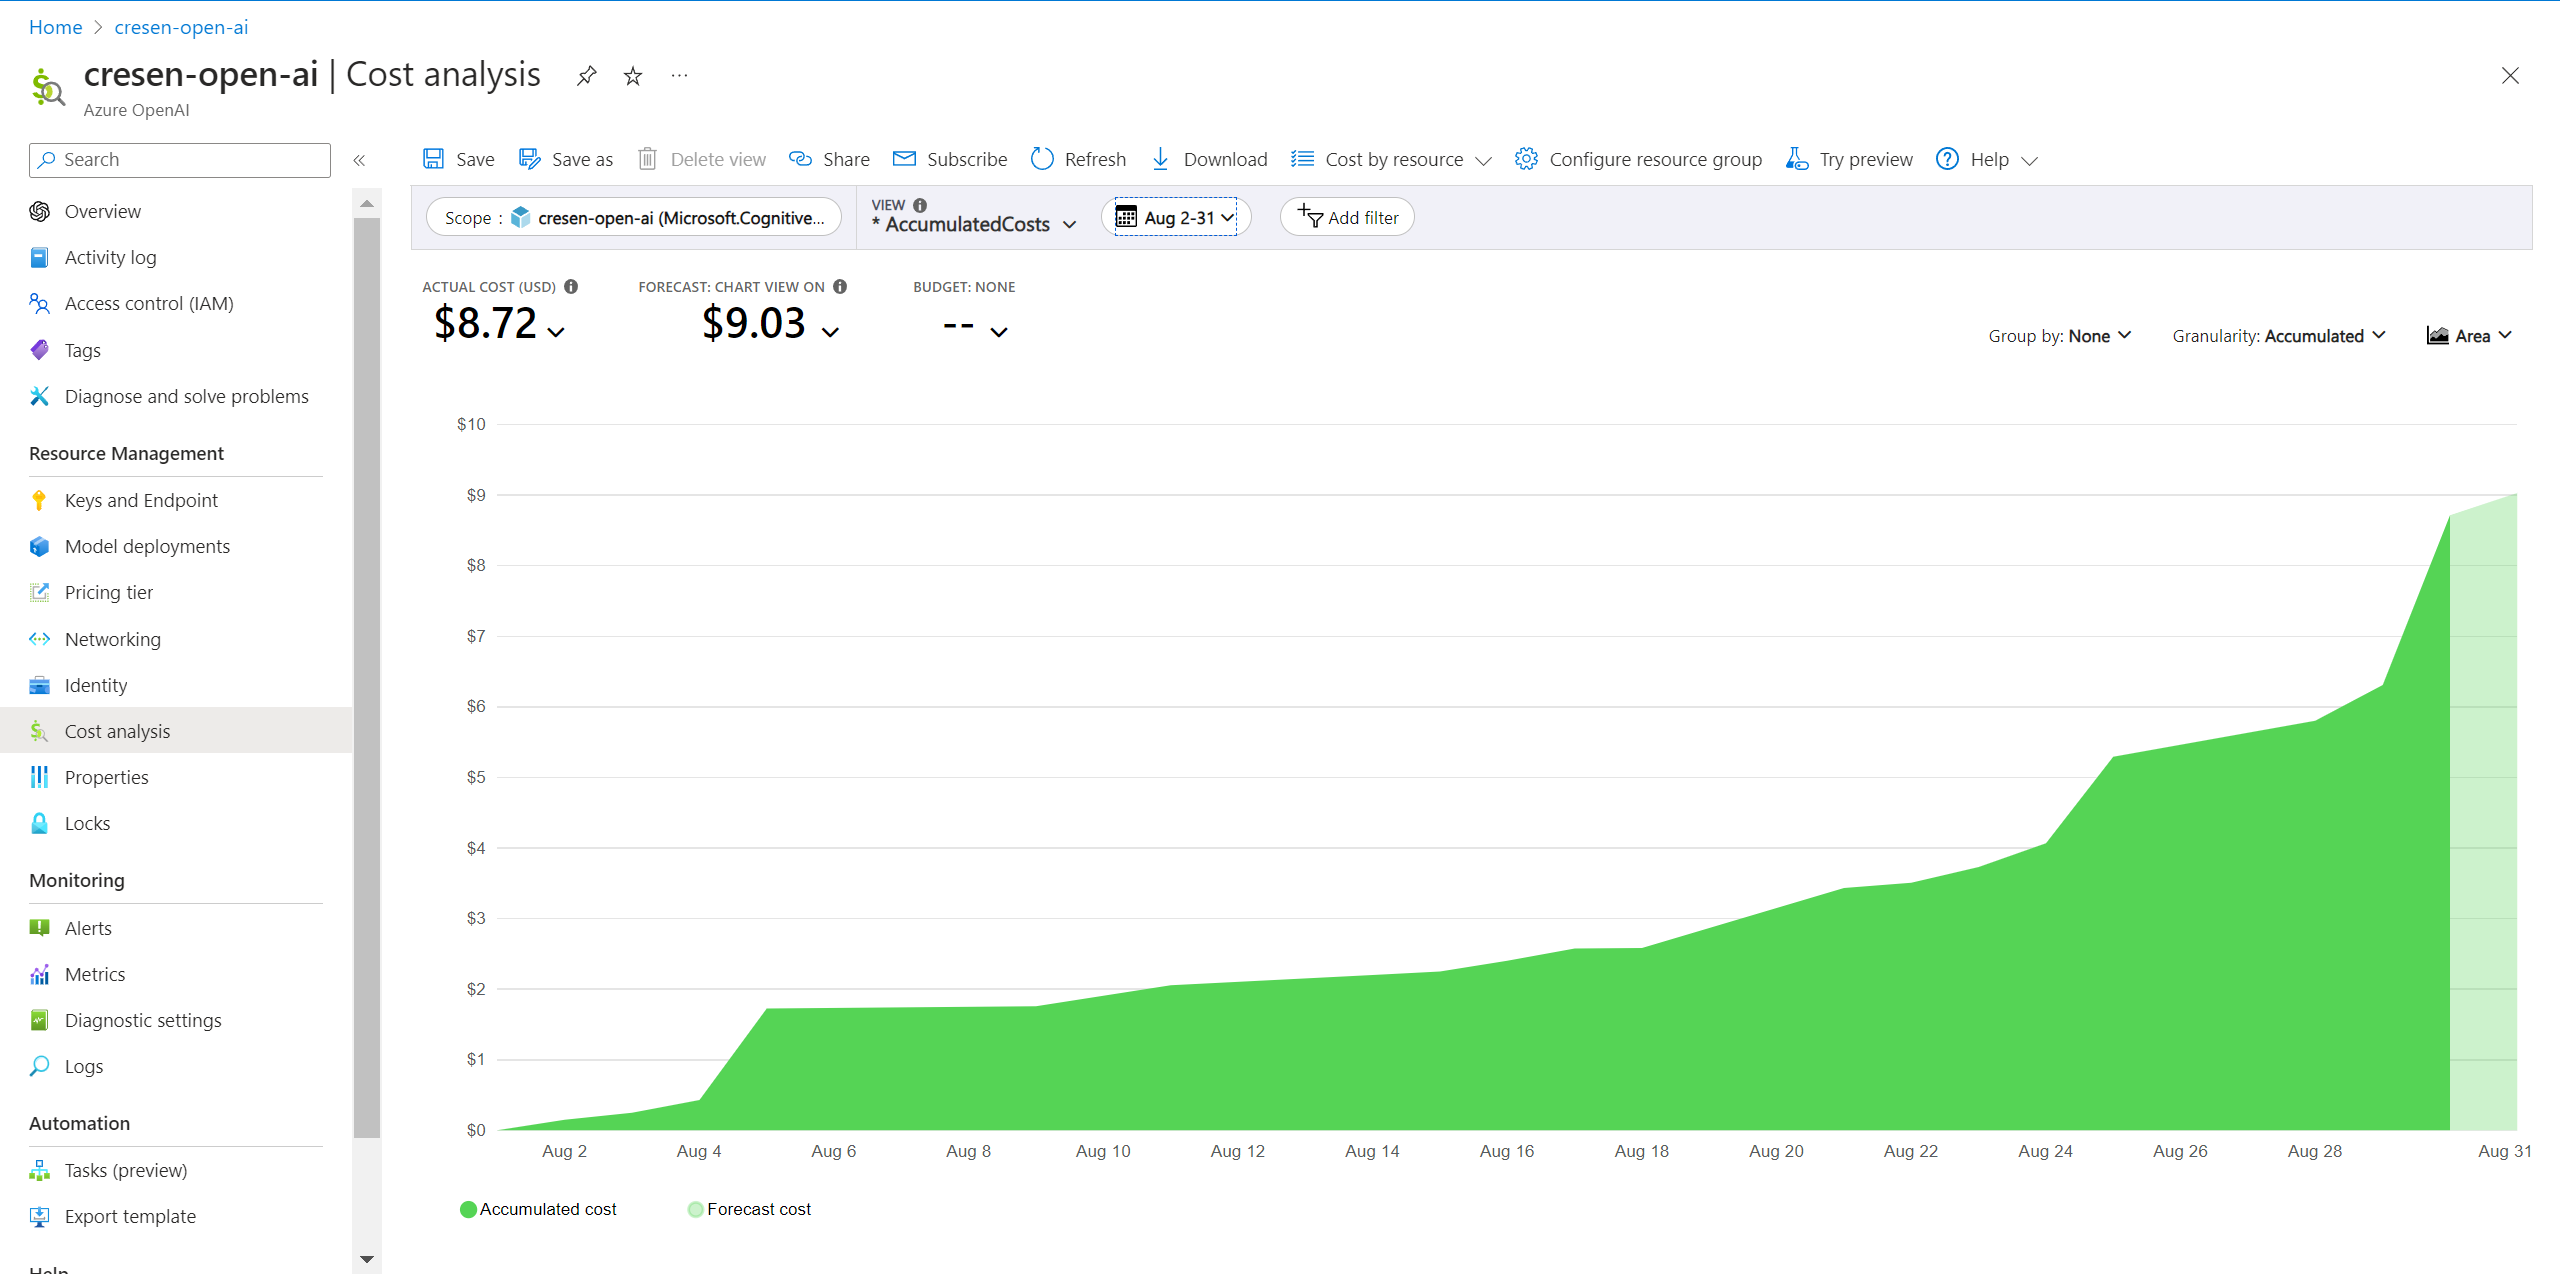 Home > cresen-open-ai
cresen-open-ai | Cost analysis
Azure OpenAI
Search
Overview
Activity log
Access control (IAM)
Tags
Diagnose and solve problems
Resource Management
Keys and Endpoint
Model deployments
Pricing tier
Networking
Identity
Cost analysis
Properties
Locks
Monitoring
Alerts
Metrics
Diagnostic settings
Logs
Automation
Tasks (preview)
Export template
Help
Save Save as Delete view Share Subscribe Refresh Download Cost by resource Configure resource group Try preview Help
Scope : cresen-open-ai (Microsoft.Cognitive...
VIEW
* AccumulatedCosts
Aug 2-31
Add filter
ACTUAL COST (USD)
$8.72
FORECAST: CHART VIEW ON
$9.03
BUDGET: NONE
--
Group by: None Granularity: Accumulated Area
$10
$9
$8
$7
$6
$5
$4
$3
$2
$1
$0
Aug 2 Aug 4 Aug 6 Aug 8 Aug 10 Aug 12 Aug 14 Aug 16 Aug 18 Aug 20 Aug 22 Aug 24 Aug 26 Aug 28 Aug 31
Accumulated cost Forecast cost